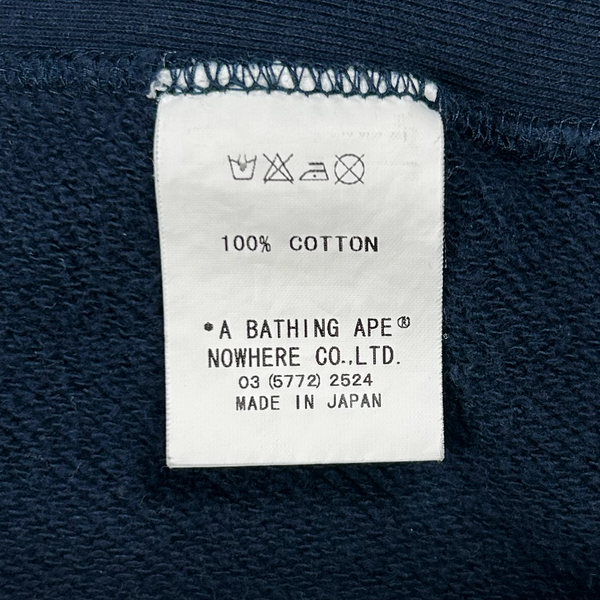 100% COTTON
*A BATHING APE®
NOWHERE CO.,LTD.
03 (5772) 2524
MADE IN JAPAN